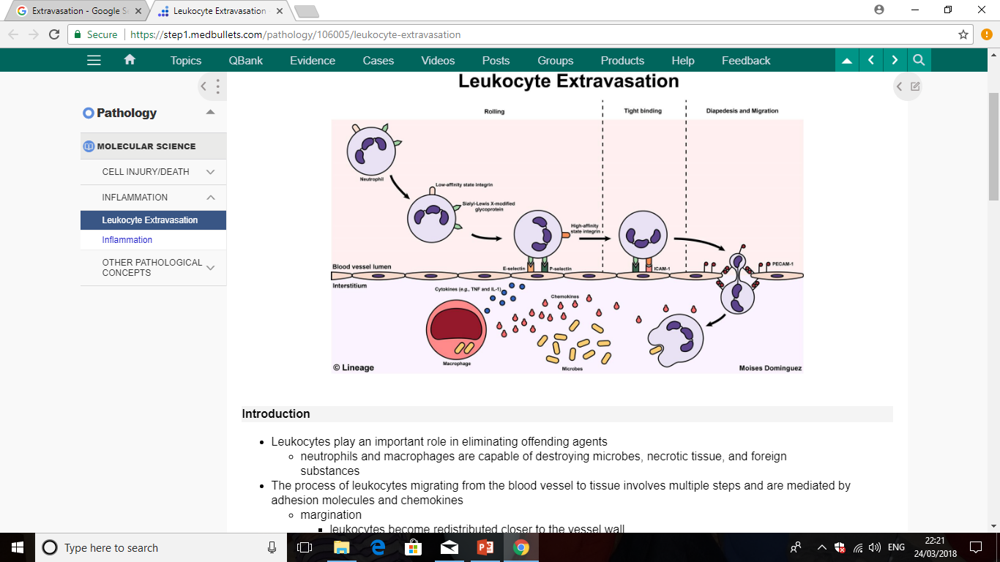 Extravasation - Google S
Leukocyte Extravasation
Secure
https://step1.medbullets.com/pathology/106005/leukocyte-extravasation
Topics QBank Evidence Cases Videos Posts Groups Products Help Feedback
Pathology
MOLECULAR SCIENCE
CELL INJURY/DEATH
INFLAMMATION
Leukocyte Extravasation
Inflammation
OTHER PATHOLOGICAL
CONCEPTS
Leukocyte Extravasation
Rolling Tight binding Diapedesis and Migration
Neutrophil
Low-affinity state integrin
Sialyl-Lewis X-modified
glycoprotein
High-affinity
state integrin
Blood vessel lumen
E-selectin
P-selectin
ICAM-1
PECAM-1
Interstitium
Cytokines (e.g., TNF and IL-1)
Chemokines
Macrophage
Microbes
© Lineage
Moises Dominguez
Introduction
• Leukocytes play an important role in eliminating offending agents
neutrophils and macrophages are capable of destroying microbes, necrotic tissue, and foreign
substances
• The process of leukocytes migrating from the blood vessel to tissue involves multiple steps and are mediated by
adhesion molecules and chemokines
margination
leukocytes become redistributed closer to the vessel wall
Type here to search
ENG
22:21
24/03/2018